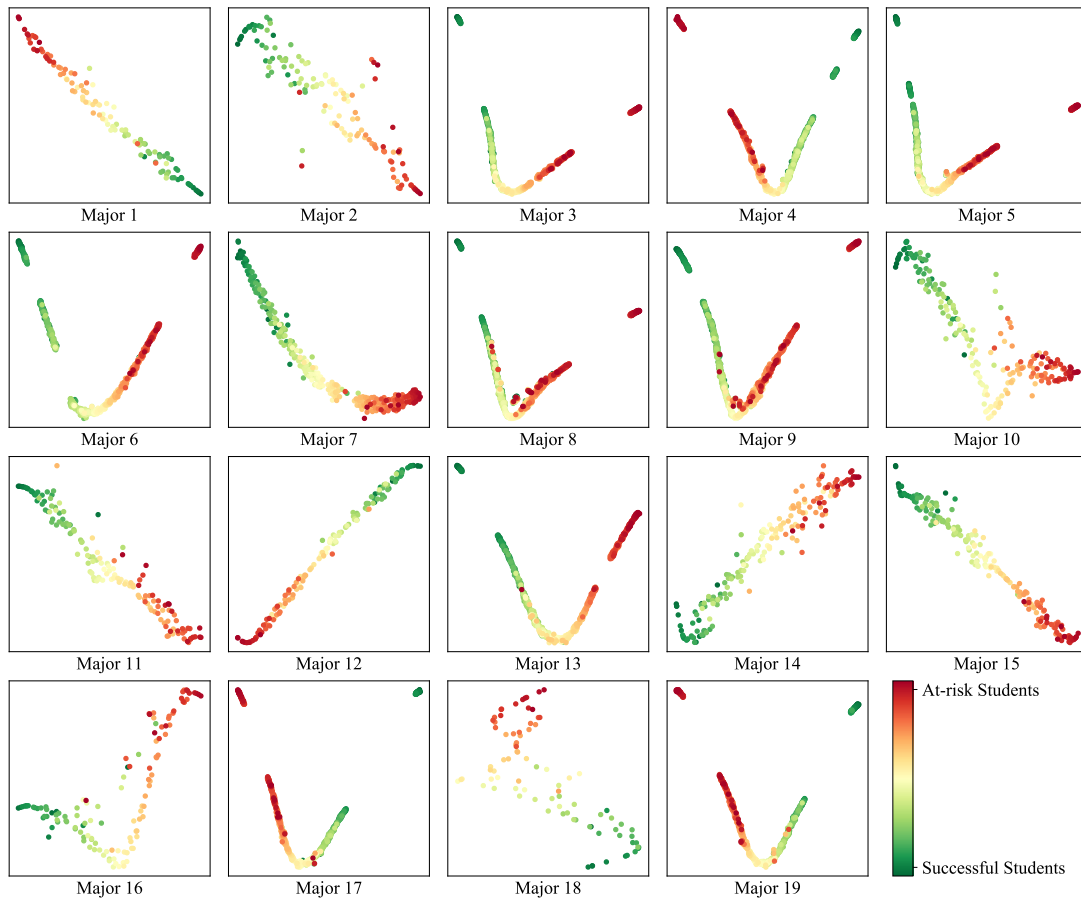 Major 1
Major 2
Major 3
Major 4
Major 5
Major 6
Major 7
Major 8
Major 9
Major 10
Major 11
Major 12
Major 13
Major 14
Major 15
At-risk Students
Successful Students
Major 16
Major 17
Major 18
Major 19